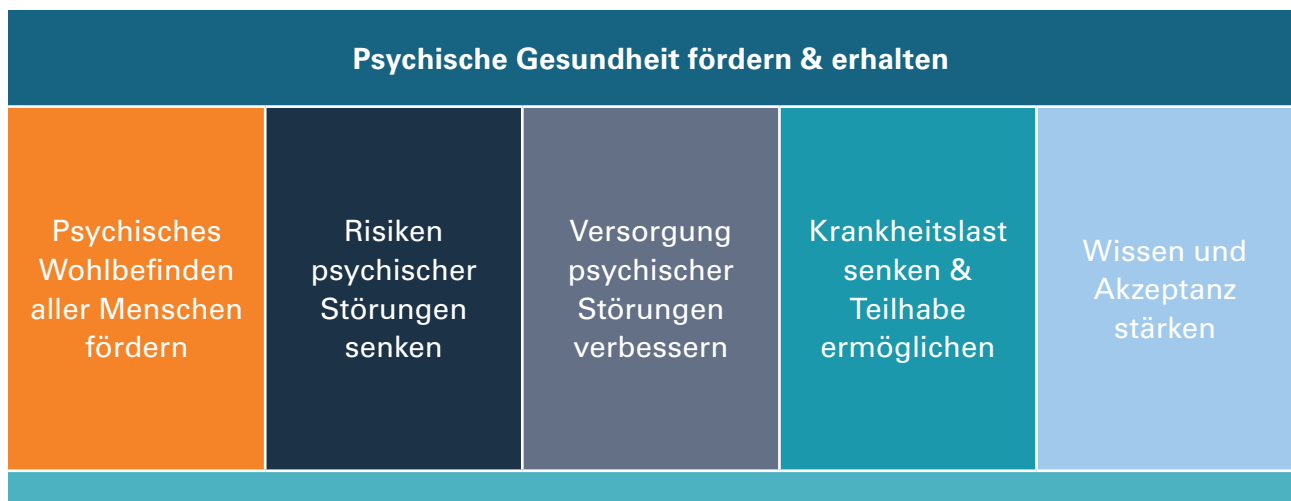 Psychische Gesundheit fördern & erhalten
Psychisches
Wohlbefinden
aller Menschen
fördern
Risiken
psychischer
Störungen
senken
Versorgung
psychischer
Störungen
verbessern
Krankheitslast
senken &
Teilhabe
ermöglichen
Wissen und
Akzeptanz
stärken